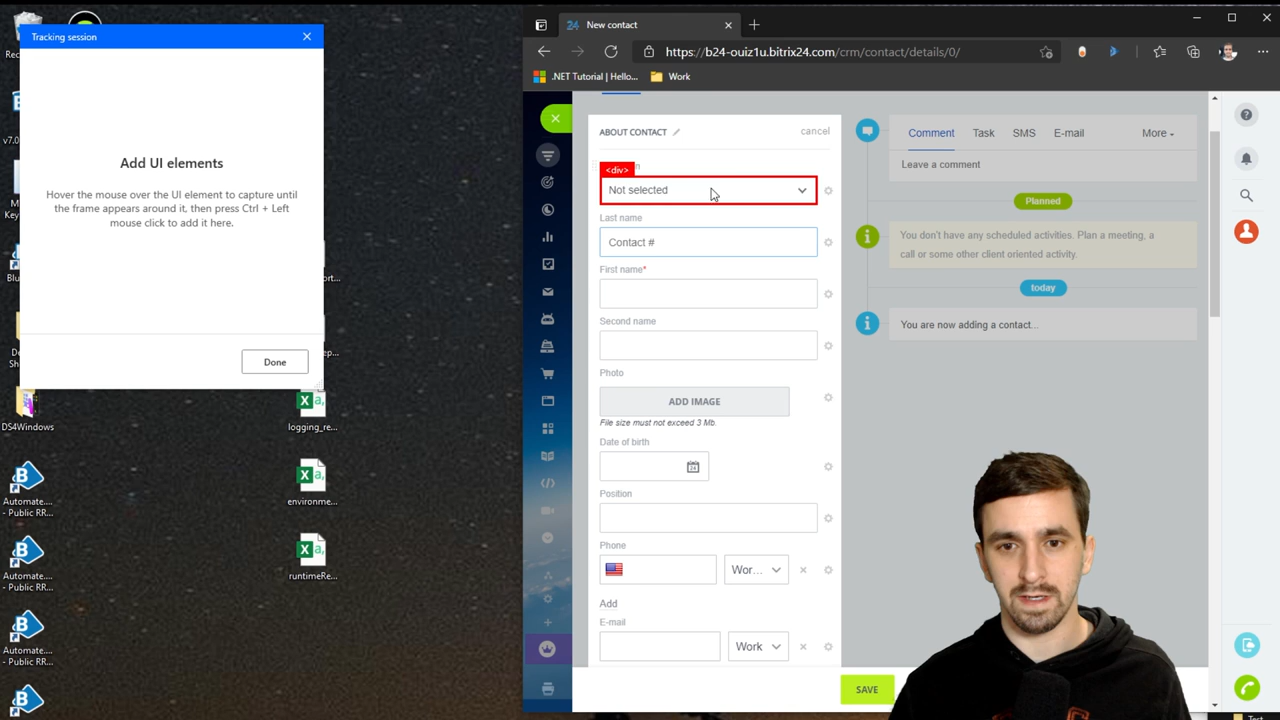 Tracking session
Add UI elements
Hover the mouse over the UI element to capture until
the frame appears around it, then press Ctrl + Left
mouse click to add it here.
Done
DS4Windows
Automate....
- Public RR...
Automate....
- Public RR...
Automate....
- Public RR...
logging_re...
environme...
runtimeRe...
24
New contact
https://b24-ouiz1u.bitrix24.com/crm/contact/details/0/
.NET Tutorial | Hello...
Work
ABOUT CONTACT
cancel
<div>
Not selected
Last name
Contact #
First name*
Second name
Photo
ADD IMAGE
File size must not exceed 3 Mb.
Date of birth
Position
Phone
Wor...
Add
E-mail
Work
SAVE
Comment
Task
SMS
E-mail
More
Leave a comment
Planned
You don't have any scheduled activities. Plan a meeting, a
call or some other client oriented activity.
today
You are now adding a contact...